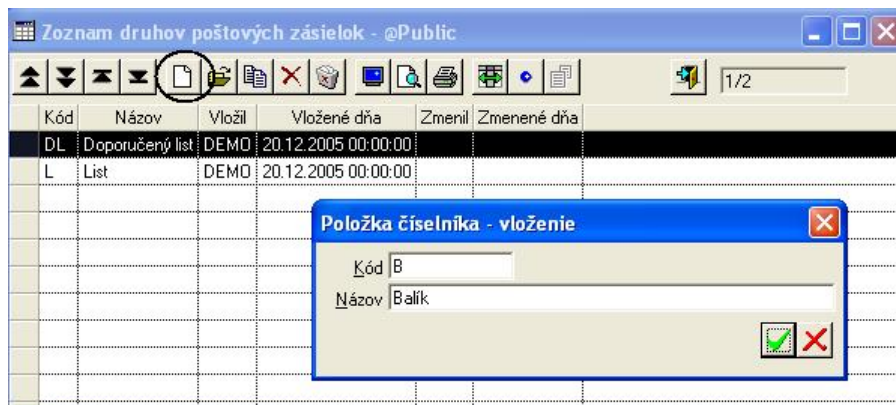 Zoznam druhov poštových zásielok - @Public
1/2
Kód Názov Vložil Vložené dňa Zmenil Zmenené dňa
DL Doporučený list DEMO 20.12.2005 00:00:00
L List DEMO 20.12.2005 00:00:00
Položka číselníka - vloženie
Kód B
Názov Balík